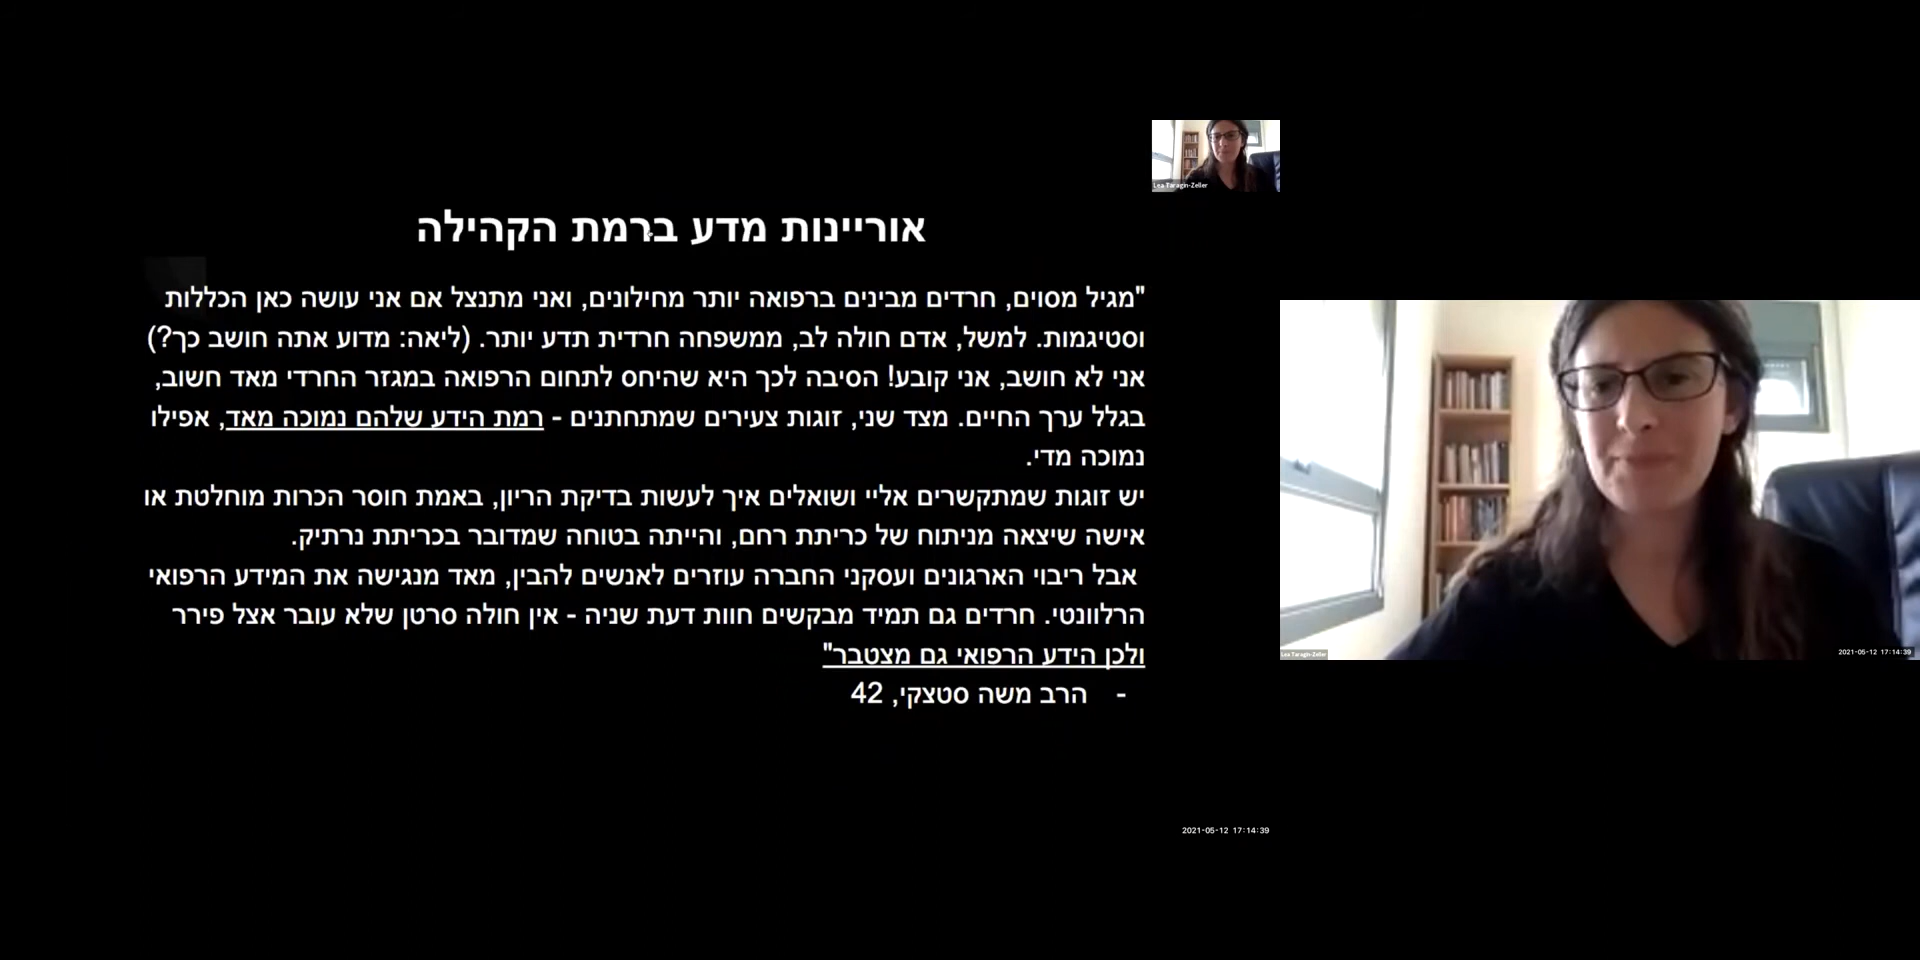 Lea Taragin-Zeller
אוריינות מדע ברמת הקהילה
"מגיל מסוים, חרדים מבינים ברפואה יותר מחילונים, ואני מתנצל אם אני עושה כאן הכללות
וסטיגמות. למשל, אדם חולה לב, ממשפחה חרדית תדע יותר. (ליאה: מדוע אתה חושב כך?)
אני לא חושב, אני קובע! הסיבה לכך היא שהיחס לתחום הרפואה במגזר החרדי מאד חשוב,
בגלל ערך החיים. מצד שני, זוגות צעירים שמתחתנים - רמת הידע שלהם נמוכה מאד, אפילו
נמוכה מדי.
יש זוגות שמתקשרים אליי ושואלים איך לעשות בדיקת הריון, באמת חוסר הכרות מוחלטת או
אישה שיצאה מניתוח של כריתת רחם, והייתה בטוחה שמדובר בכריתת נרתיק.
אבל ריבוי הארגונים ועסקני החברה עוזרים לאנשים להבין, מאד מנגישה את המידע הרפואי
הרלוונטי. חרדים גם תמיד מבקשים חוות דעת שניה - אין חולה סרטן שלא עובר אצל פירר
ולכן הידע הרפואי גם מצטבר"
- הרב משה סטצקי, 42
2021-05-12 17:14:39
Lea Taragin-Zeller
2021-05-12 17:14:39